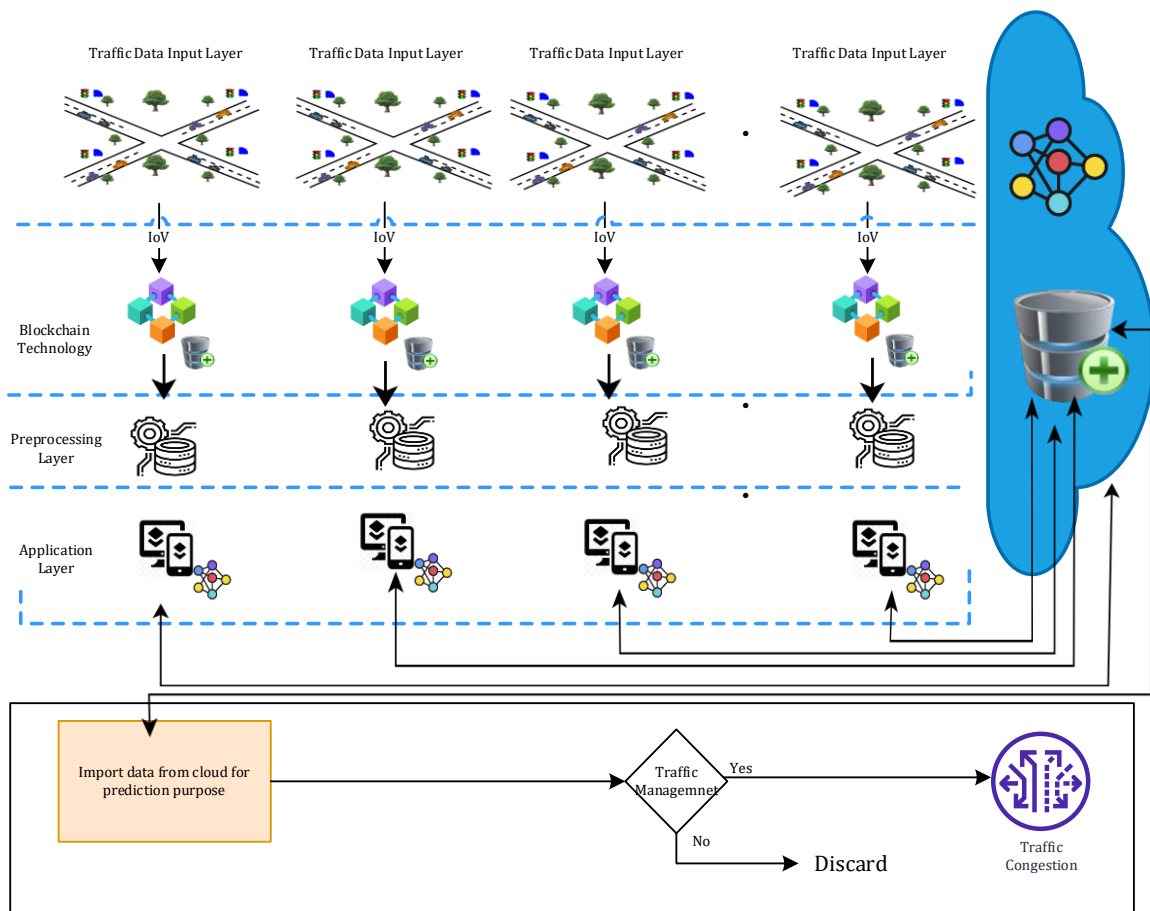 Traffic Data Input Layer
Traffic Data Input Layer
Traffic Data Input Layer
Traffic Data Input Layer
IoV
IoV
IoV
IoV
Blockchain
Technology
Preprocessing
Layer
Application
Layer
Import data from cloud for
prediction purpose
Traffic
Managemnet
Yes
No
Discard
Traffic
Congestion